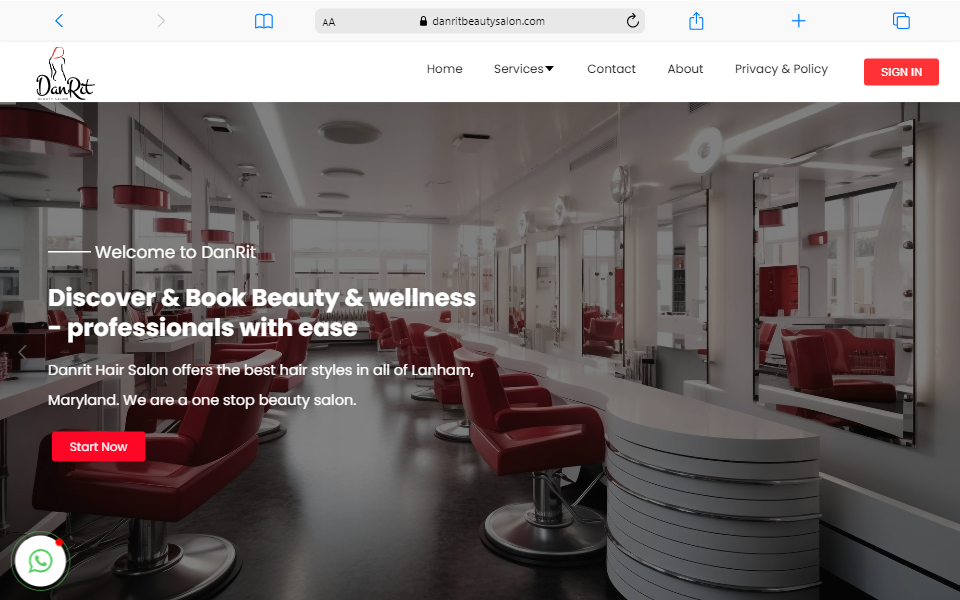 AA
danritbeautysalon.com
DanRit
Home
Services
Contact
About
Privacy & Policy
SIGN IN
Welcome to DanRit
Discover & Book Beauty & wellness
– professionals with ease
Danrit Hair Salon offers the best hair styles in all of Lanham,
Maryland. We are a one stop beauty salon.
Start Now